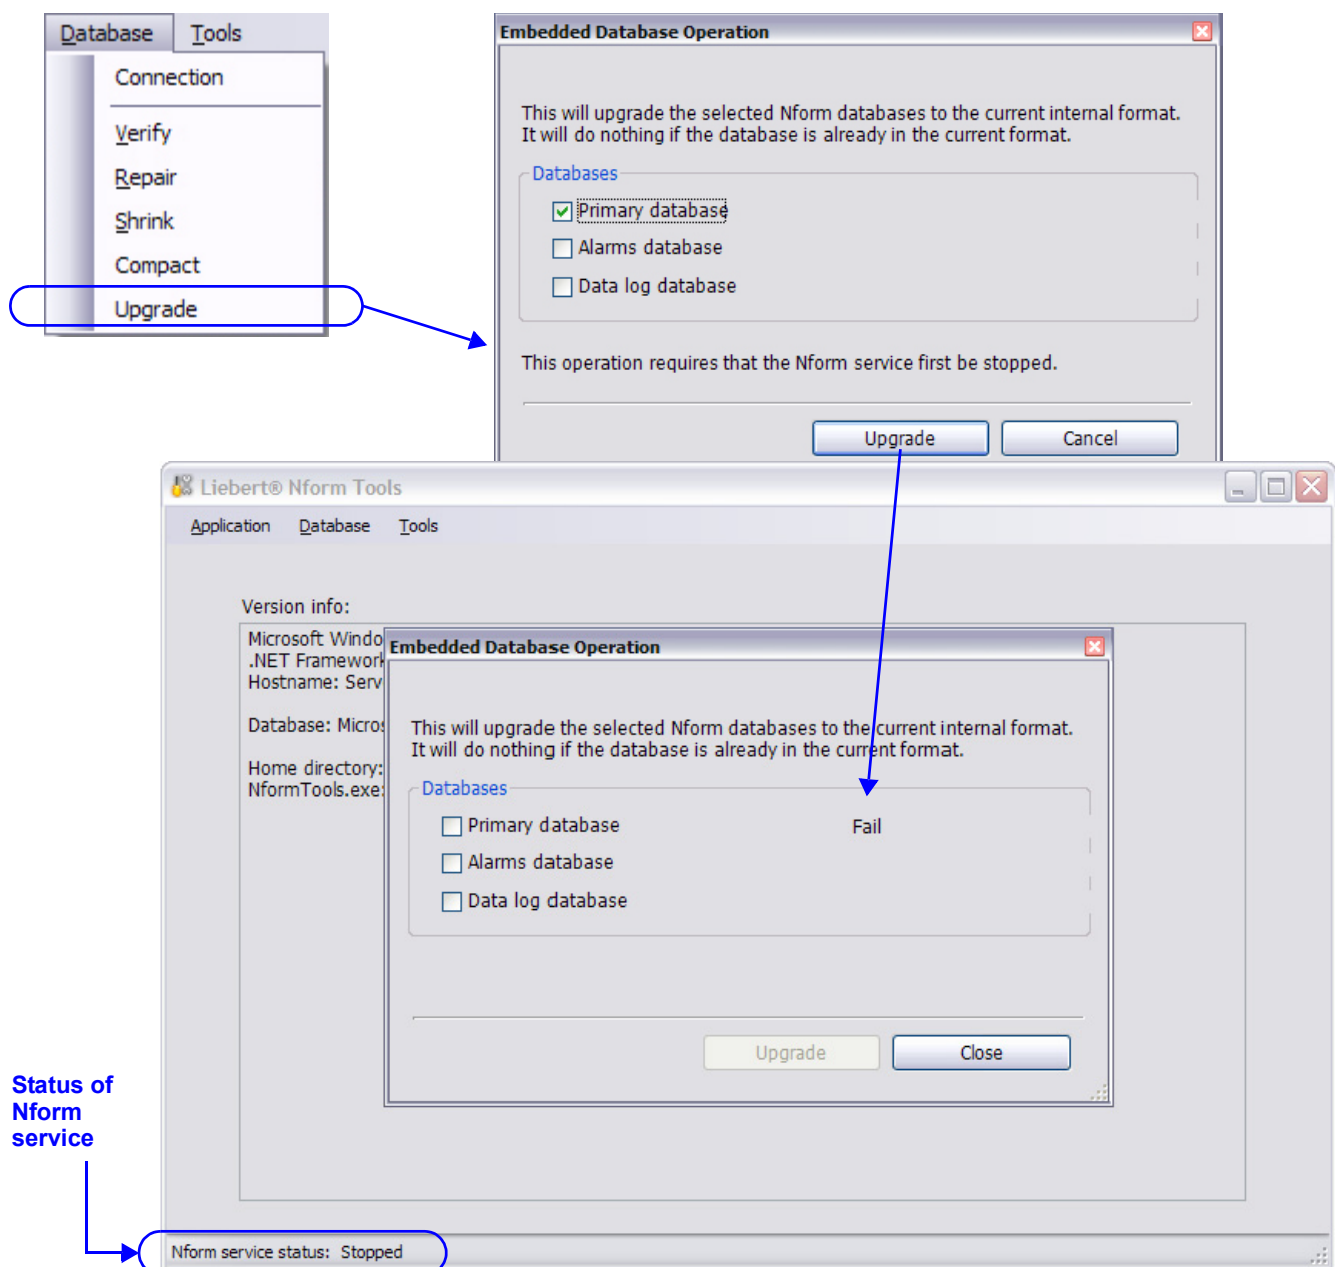 Database Tools
Connection
Verify
Repair
Shrink
Compact
Upgrade
Embedded Database Operation
This will upgrade the selected Nform databases to the current internal format.
It will do nothing if the database is already in the current format.
Databases
Primary database
Alarms database
Data log database
This operation requires that the Nform service first be stopped.
Upgrade Cancel
Liebert® Nform Tools
Application Database Tools
Version info:
Microsoft Windo
.NET Framework
Hostname: Serv
Database: Micros
Home directory:
NformTools.exe:
Embedded Database Operation
This will upgrade the selected Nform databases to the current internal format.
It will do nothing if the database is already in the current format.
Databases
Primary database Fail
Alarms database
Data log database
Upgrade Close
Status of
Nform
service
Nform service status: Stopped